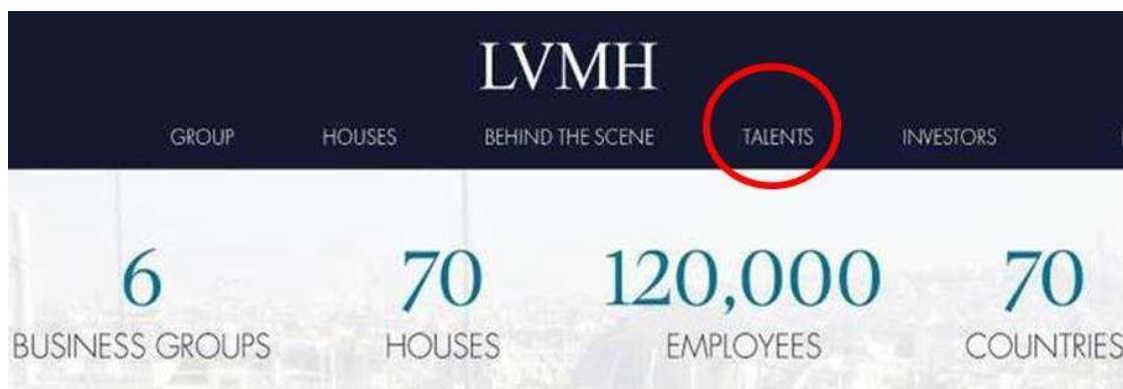 LVMH
GROUP HOUSES BEHIND THE SCENE TALENTS INVESTORS
6 70 120,000 70
BUSINESS GROUPS HOUSES EMPLOYEES COUNTRIES